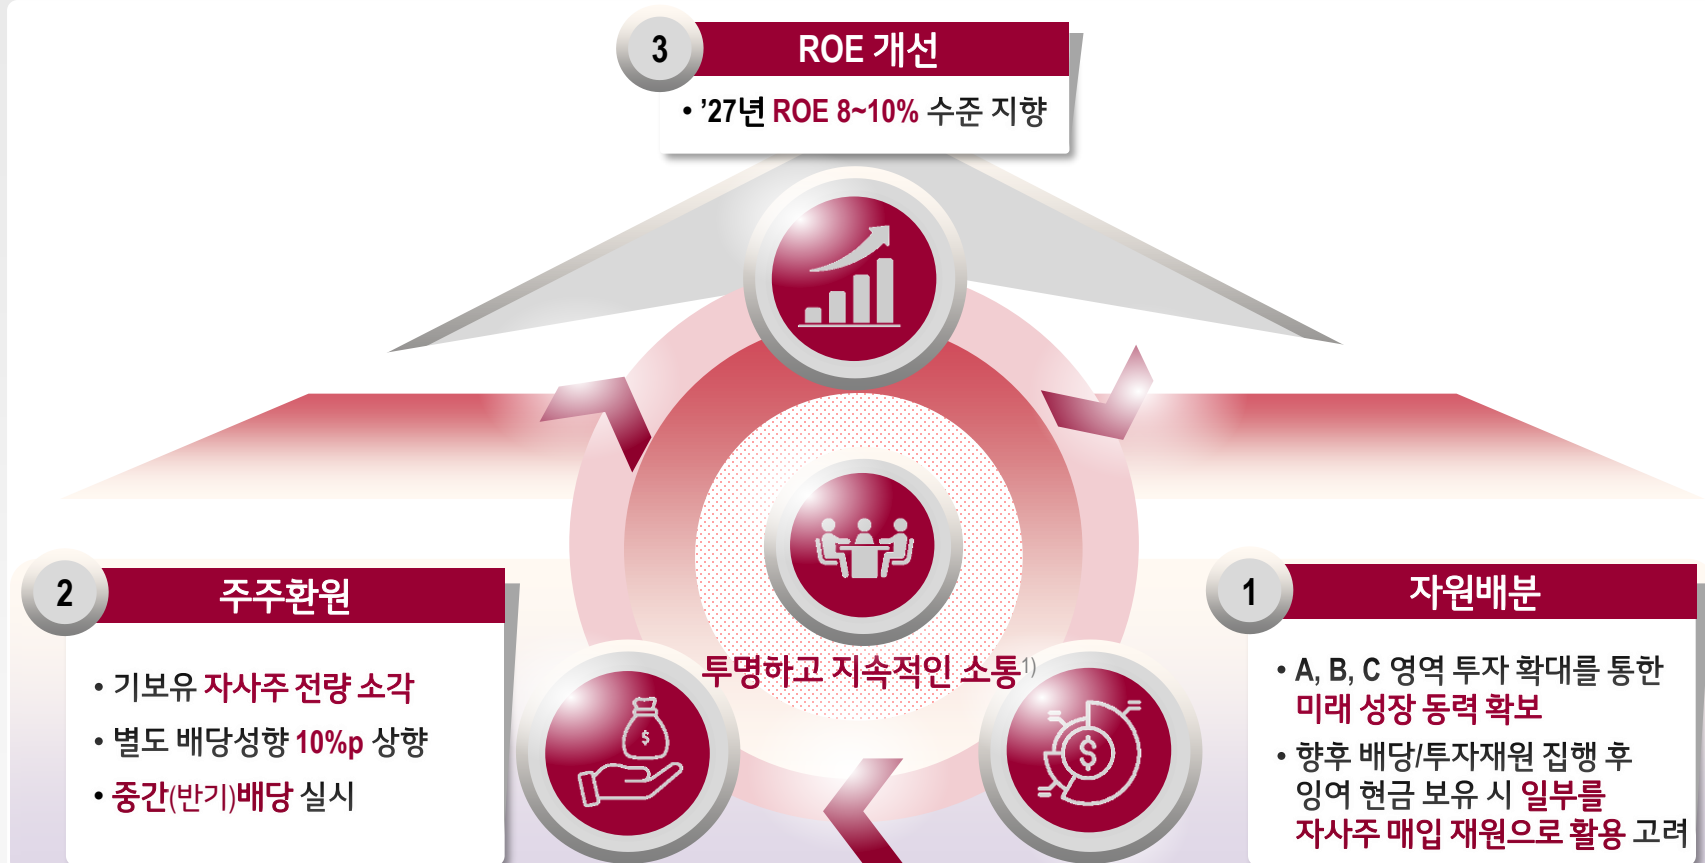 3
ROE 개선
• ’27년 ROE 8~10% 수준 지향
투명하고 지속적인 소통1)
2
주주환원
• 기보유 자사주 전량 소각
• 별도 배당성향 10%p 상향
• 중간(반기)배당 실시
1
자원배분
• A, B, C 영역 투자 확대를 통한
미래 성장 동력 확보
• 향후 배당/투자재원 집행 후
잉여 현금 보유 시 일부를
자사주 매입 재원으로 활용 고려
$
$